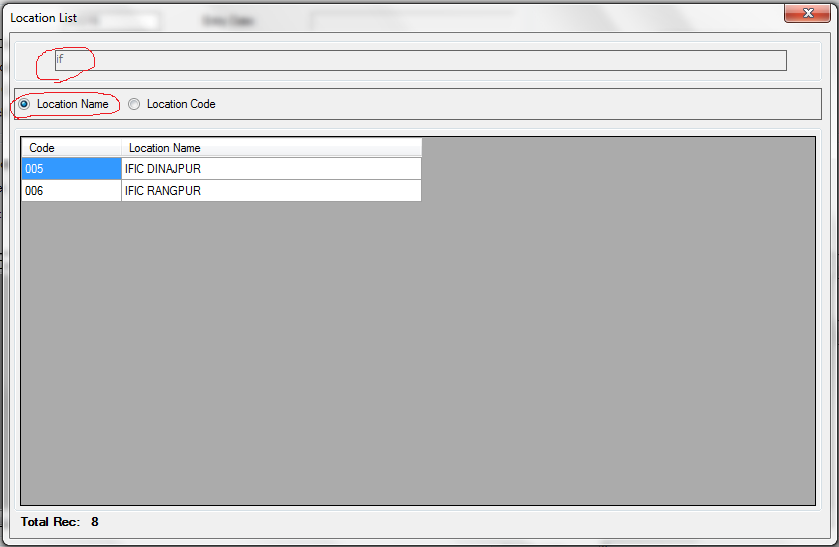 Location List
if
Location Name
Location Code
Code Location Name
005 IFIC DINAJPUR
006 IFIC RANGPUR
Total Rec: 8